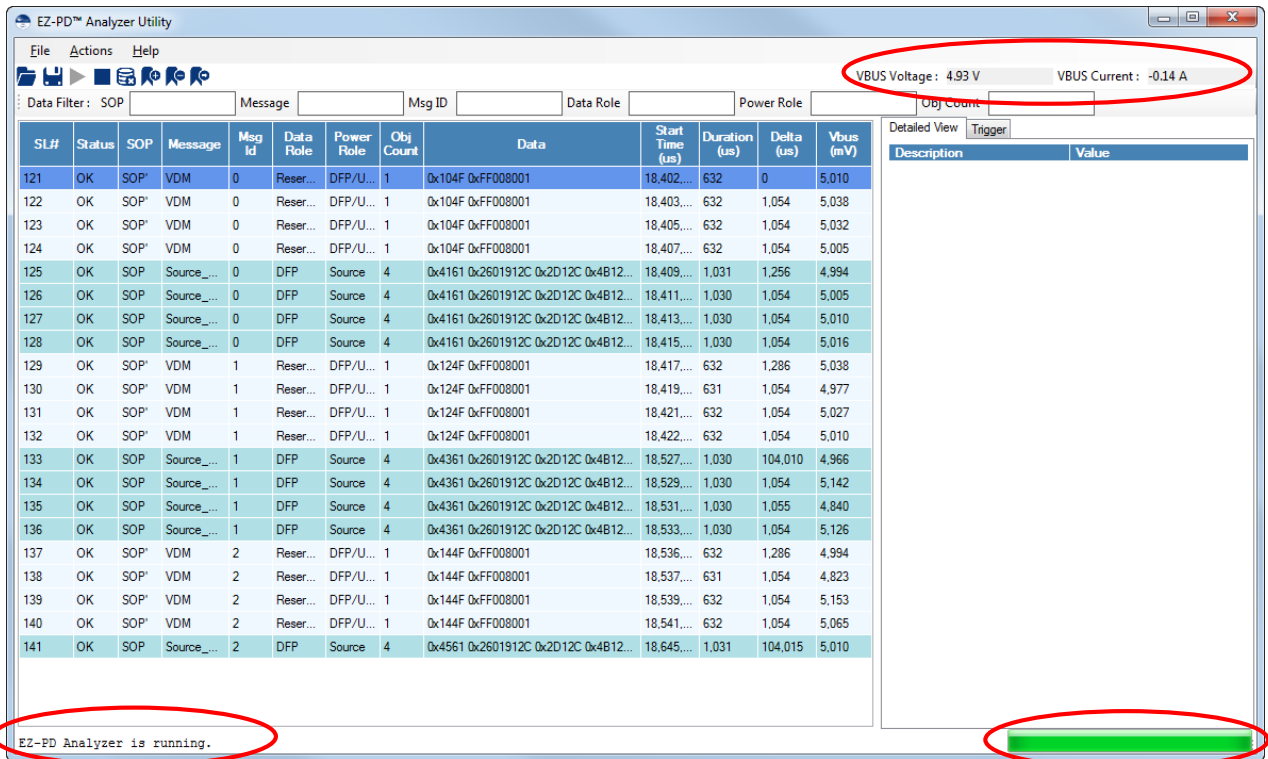 EZ-PD™ Analyzer Utility
File Actions Help
VBUS Voltage : 4.93 V VBUS Current : -0.14 A
Data Filter : SOP Message Msg ID Data Role Power Role Obj Count
SL# Status SOP Message Msg Id Data Role Power Role Obj Count Data Start Time (us) Duration (us) Delta (us) Vbus (mV)
Detailed View Trigger
Description Value
121 OK SOP' VDM 0 Reser... DFP/U... 1 0x104F 0xFF008001 18,402,... 632 0 5,010
122 OK SOP' VDM 0 Reser... DFP/U... 1 0x104F 0xFF008001 18,403,... 632 1,054 5,038
123 OK SOP' VDM 0 Reser... DFP/U... 1 0x104F 0xFF008001 18,405,... 632 1,054 5,032
124 OK SOP' VDM 0 Reser... DFP/U... 1 0x104F 0xFF008001 18,407,... 632 1,054 5,005
125 OK SOP Source_... 0 DFP Source 4 0x4161 0x2601912C 0x2D12C 0x4B12... 18,409,... 1,031 1,256 4,994
126 OK SOP Source_... 0 DFP Source 4 0x4161 0x2601912C 0x2D12C 0x4B12... 18,411,... 1,030 1,054 5,005
127 OK SOP Source_... 0 DFP Source 4 0x4161 0x2601912C 0x2D12C 0x4B12... 18,413,... 1,030 1,054 5,010
128 OK SOP Source_... 0 DFP Source 4 0x4161 0x2601912C 0x2D12C 0x4B12... 18,415,... 1,030 1,054 5,016
129 OK SOP' VDM 1 Reser... DFP/U... 1 0x124F 0xFF008001 18,417,... 632 1,286 5,038
130 OK SOP' VDM 1 Reser... DFP/U... 1 0x124F 0xFF008001 18,419,... 631 1,054 4,977
131 OK SOP' VDM 1 Reser... DFP/U... 1 0x124F 0xFF008001 18,421,... 632 1,054 5,027
132 OK SOP' VDM 1 Reser... DFP/U... 1 0x124F 0xFF008001 18,422,... 632 1,054 5,010
133 OK SOP Source_... 1 DFP Source 4 0x4361 0x2601912C 0x2D12C 0x4B12... 18,527,... 1,030 104,010 4,966
134 OK SOP Source_... 1 DFP Source 4 0x4361 0x2601912C 0x2D12C 0x4B12... 18,529,... 1,030 1,054 5,142
135 OK SOP Source_... 1 DFP Source 4 0x4361 0x2601912C 0x2D12C 0x4B12... 18,531,... 1,030 1,055 4,840
136 OK SOP Source_... 1 DFP Source 4 0x4361 0x2601912C 0x2D12C 0x4B12... 18,533,... 1,030 1,054 5,126
137 OK SOP' VDM 2 Reser... DFP/U... 1 0x144F 0xFF008001 18,536,... 632 1,286 4,994
138 OK SOP' VDM 2 Reser... DFP/U... 1 0x144F 0xFF008001 18,537,... 631 1,054 4,823
139 OK SOP' VDM 2 Reser... DFP/U... 1 0x144F 0xFF008001 18,539,... 632 1,054 5,153
140 OK SOP' VDM 2 Reser... DFP/U... 1 0x144F 0xFF008001 18,541,... 632 1,054 5,065
141 OK SOP Source_... 2 DFP Source 4 0x4561 0x2601912C 0x2D12C 0x4B12... 18,645,... 1,031 104,015 5,010
EZ-PD Analyzer is running.